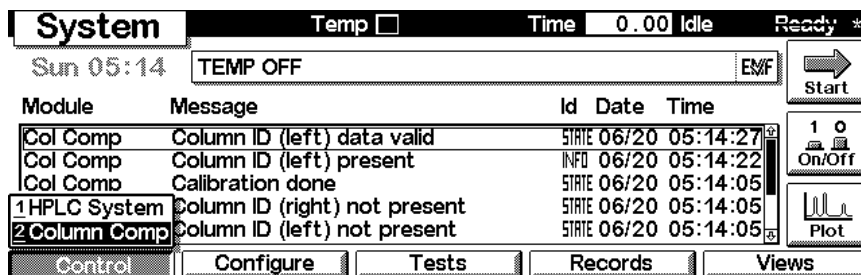 System Temp Time 0.00 Idle Ready *
Sun 05:14 TEMP OFF EMF
Start
Module Message Id Date Time
Col Comp Column ID (left) data valid STATE 06/20 05:14:27
Col Comp Column ID (left) present INFO 06/20 05:14:22
Col Comp Calibration done STATE 06/20 05:14:05
1 HPLC System Column ID (right) not present STATE 06/20 05:14:05
2 Column Comp Column ID (left) not present STATE 06/20 05:14:05
1 0
On/Off
Plot
Control Configure Tests Records Views